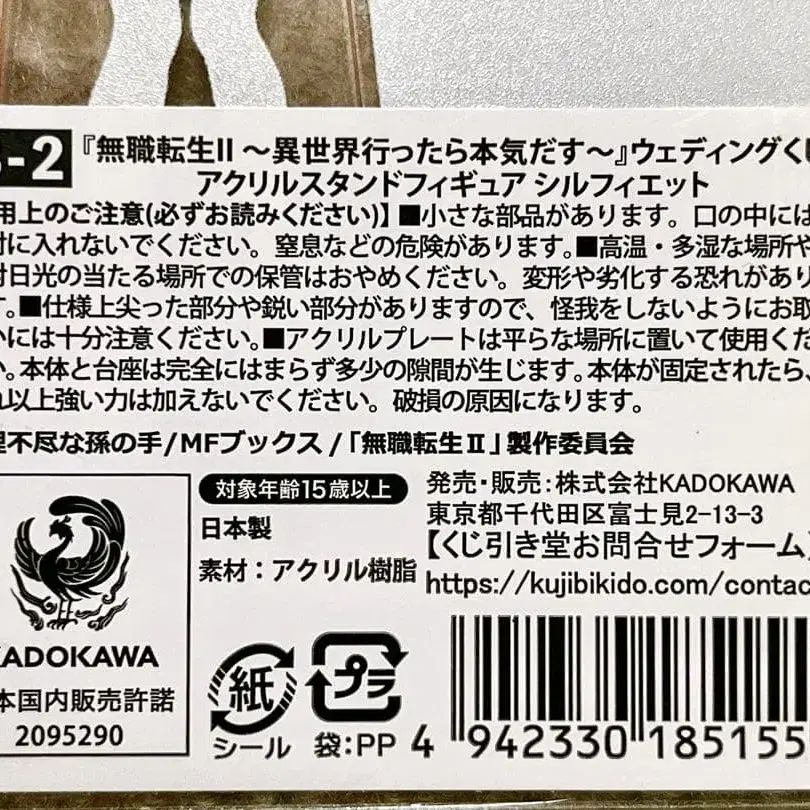 -2 『無職転生II ～異世界行ったら本気だす～』ウェディングくじ
アクリルスタンドフィギュア シルフィエット
用上のご注意(必ずお読みください)】■小さな部品があります。口の中には
対に入れないでください。窒息などの危険があります。■高温・多湿な場所や
射日光の当たる場所での保管はおやめください。変形や劣化する恐れがあり
す。■仕様上尖った部分や鋭い部分がありますので、怪我をしないようにお取
いには十分注意ください。■アクリルプレートは平らな場所に置いて使用くだ
い。本体と台座は完全にはまらず多少の隙間が生じます。本体が固定されたら、
れ以上強い力は加えないでください。破損の原因になります。
理不尽な孫の手/MFブックス/「無職転生Ⅱ」製作委員会
対象年齢15歳以上
日本製
素材：アクリル樹脂
発売・販売：株式会社KADOKAWA
東京都千代田区富士見2-13-3
【くじ引き堂お問合せフォーム】
https://kujibikido.com/contac
KADOKAWA
本国内販売許諾
2095290
紙
シール
プラ
袋：PP
4 942330 185155